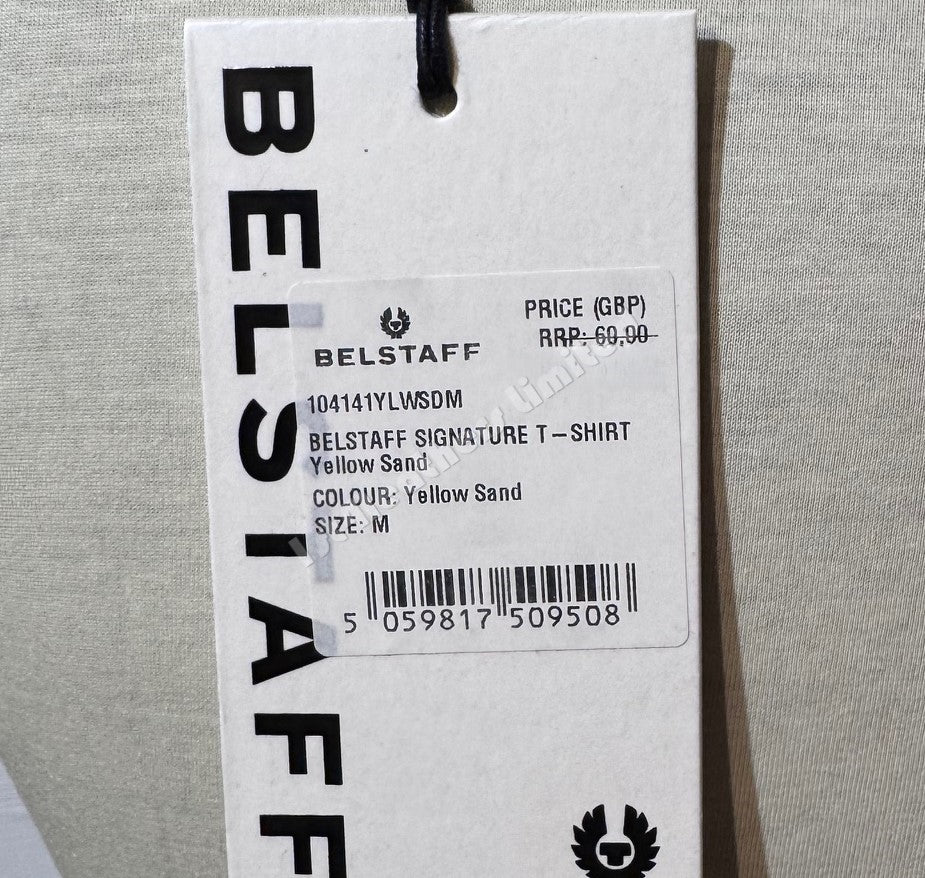 BELSTAFF
BELSTAFF
PRICE (GBP)
RRP: 60.00
104141YLWSDM
BELSTAFF SIGNATURE T-SHIRT
Yellow Sand
COLOUR: Yellow Sand
SIZE: M
5 059817 509508